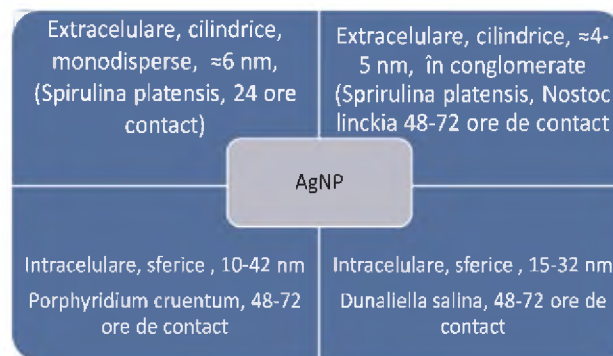 Extracelulare, cilindrice,
monodisperse, ≈6 nm,
(Spirulina platensis, 24 ore
contact)
Extracelulare, cilindrice, ≈4-
5 nm, în conglomerate
(Sprirulina platensis, Nostoc
linckia 48-72 ore de contact
AgNP
Intracelulare, sferice , 10-42 nm
Porphyridium cruentum, 48-72
ore de contact
Intracelulare, sferice , 15-32 nm
Dunaliella salina, 48-72 ore de
contact